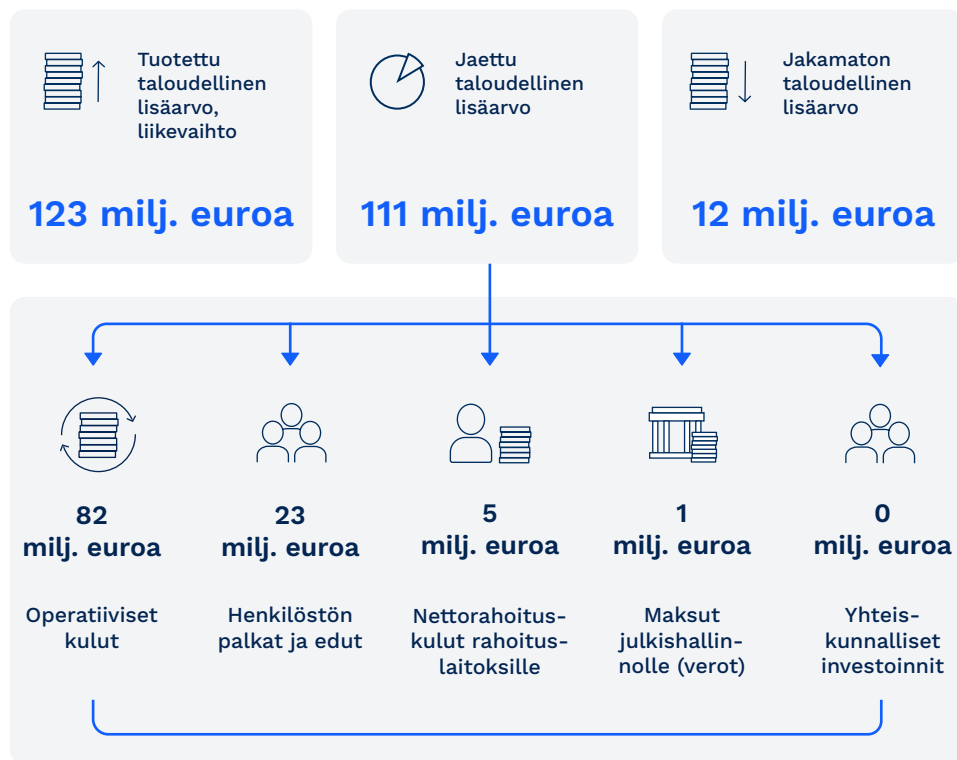 Tuotettu
taloudellinen
lisäarvo,
liikevaihto
123 milj. euroa
Jaettu
taloudellinen
lisäarvo
111 milj. euroa
Jakamaton
taloudellinen
lisäarvo
12 milj. euroa
82
milj. euroa
Operatiiviset
kulut
23
milj. euroa
Henkilöstön
palkat ja edut
5
milj. euroa
Nettorahoitus-
kulut rahoitus-
laitoksille
1
milj. euroa
Maksut
julkishallin-
nolle (verot)
0
milj. euroa
Yhteis-
kunnalliset
investoinnit